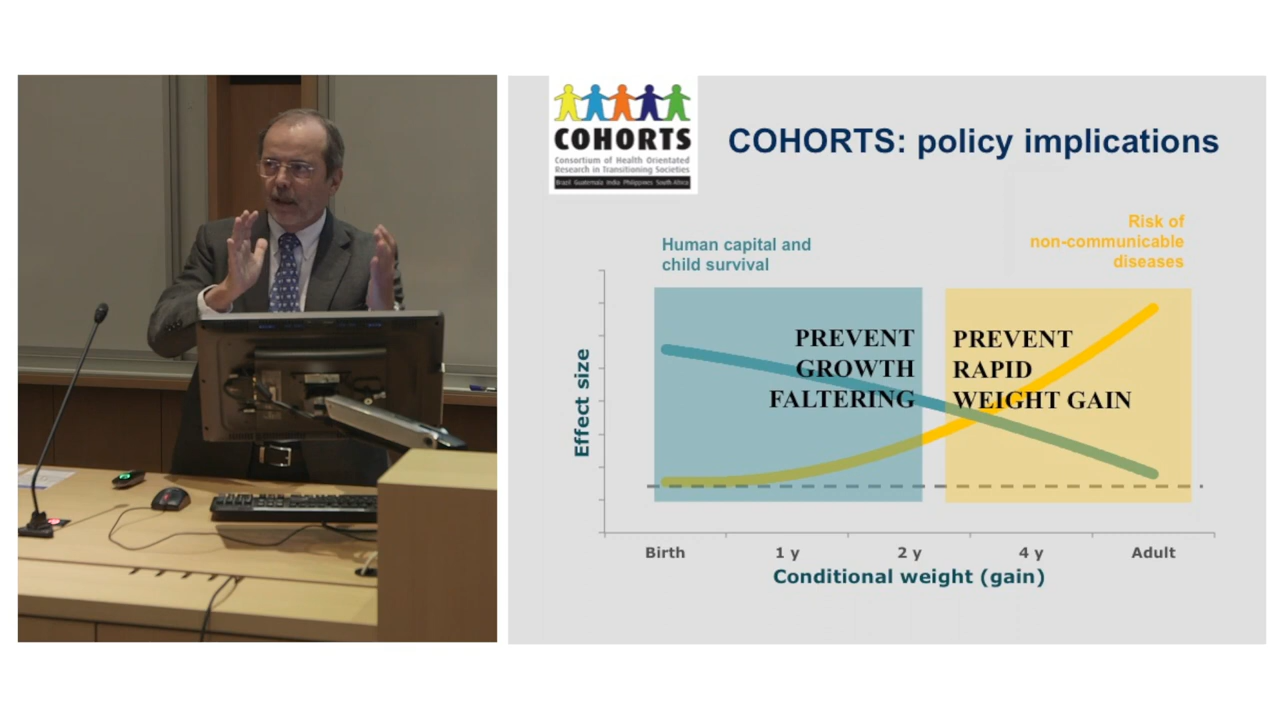 COHORTS
Consortium of Health Orientated
Research in Transitioning Societies
Brazil Guatemala India Philippines South Africa
COHORTS: policy implications
Human capital and
child survival
Risk of
non-communicable
diseases
PREVENT
GROWTH
FALTERING
PREVENT
RAPID
WEIGHT GAIN
Effect size
Birth
1 y
2 y
4 y
Adult
Conditional weight (gain)